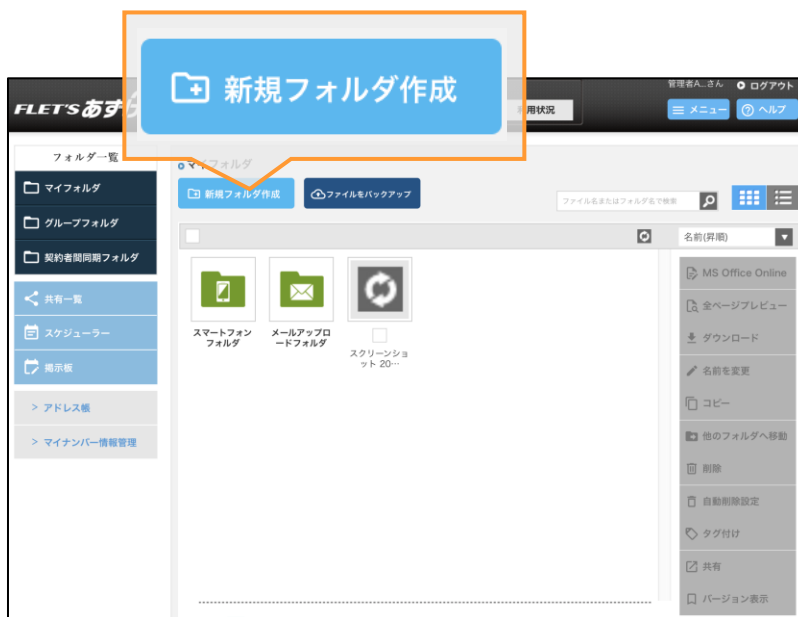 新規フォルダ作成
管理者A...さん
ログアウト
FLET'S あず
用状況
メニュー
ヘルプ
フォルダ一覧
マイフォルダ
新規フォルダ作成
ファイルをバックアップ
ファイル名またはフォルダ名で検索
マイフォルダ
グループフォルダ
契約者間同期フォルダ
共有一覧
スケジューラー
掲示板
> アドレス帳
> マイナンバー情報管理
名前(昇順)
スマートフォン
フォルダ
メールアップロ
ードフォルダ
スクリーンショ
ット 20…
MS Office Online
全ページプレビュー
ダウンロード
名前を変更
コピー
他のフォルダへ移動
削除
自動削除設定
タグ付け
共有
バージョン表示